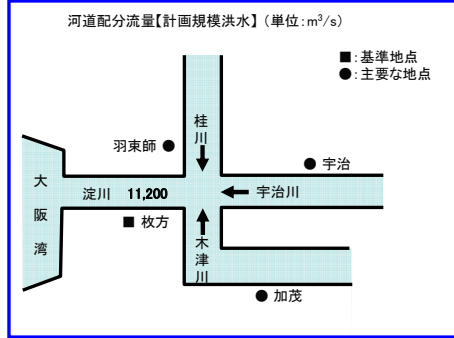 河道配分流量【計画規模洪水】(単位:m³/s)
■:基準地点
●:主要な地点
桂川
羽束師 ●
● 宇治
大阪湾
淀川 11,200
宇治川
■ 枚方
木津川
● 加茂